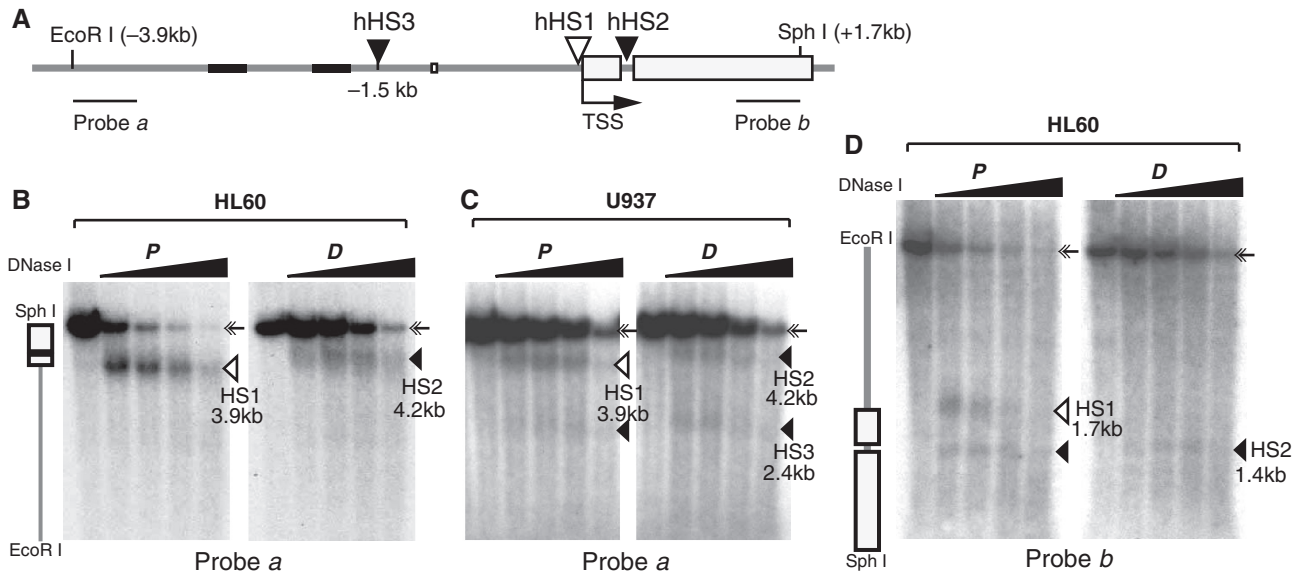 A
EcoR I (–3.9kb)
hHS3
hHS1 hHS2
Sph I (+1.7kb)
–1.5 kb
Probe a
TSS
Probe b
B
HL60
DNase I
P
D
Sph I
HS1
3.9kb
HS2
4.2kb
EcoR I
Probe a
C
U937
P
D
HS1
3.9kb
HS2
4.2kb
HS3
2.4kb
Probe a
D
HL60
DNase I
P
D
EcoR I
HS1
1.7kb
HS2
1.4kb
Sph I
Probe b